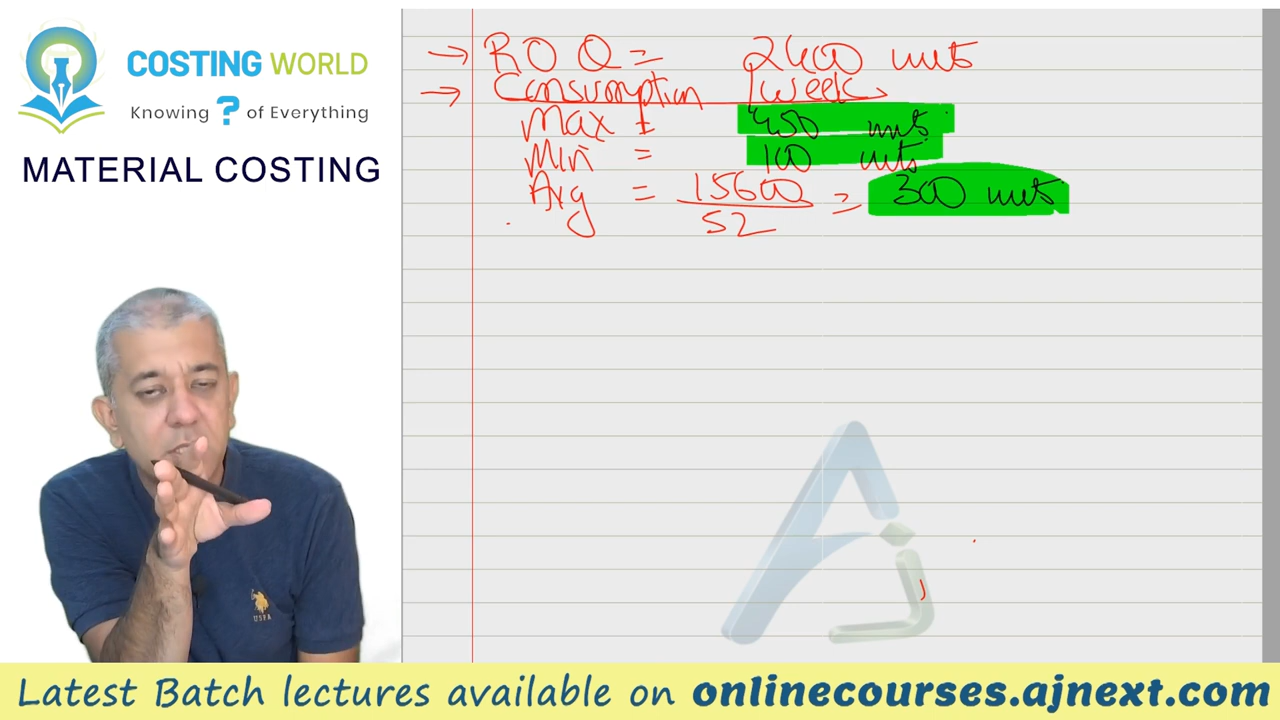 COSTING WORLD
Knowing ? of Everything
MATERIAL COSTING
→ ROQ = 2400 units
→ Consumption / week
Max = 450 units
Min = 100 units
Avg = 15600 / 52 = 300 units
USPA
Latest Batch lectures available on onlinecourses.ajnext.com